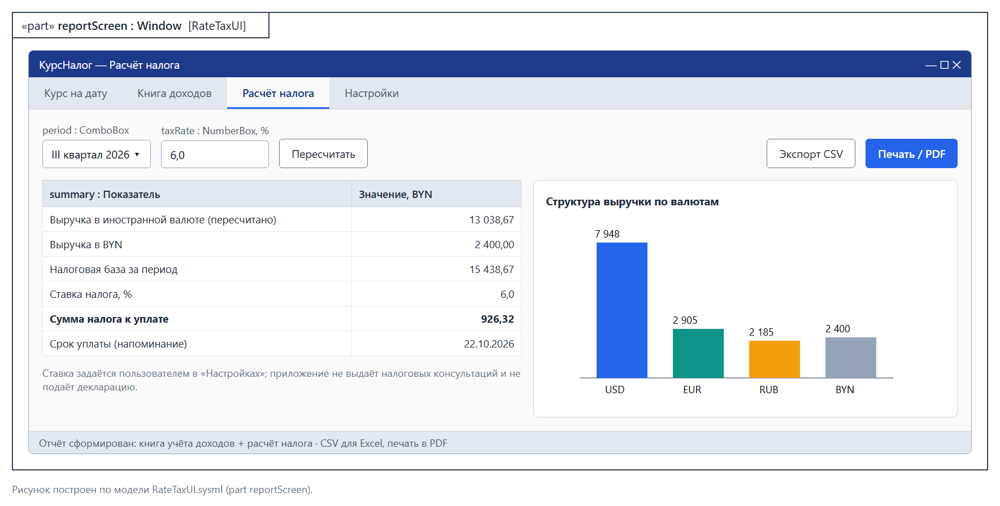 «part» reportScreen : Window [RateTaxUI]
КурсНалог — Расчёт налога
Курс на дату
Книга доходов
Расчёт налога
Настройки
period : ComboBox
taxRate : NumberBox, %
III квартал 2026
6,0
Пересчитать
Экспорт CSV
Печать / PDF
summary : Показатель
Значение, BYN
Выручка в иностранной валюте (пересчитано)
13 038,67
Выручка в BYN
2 400,00
Налоговая база за период
15 438,67
Ставка налога, %
6,0
Сумма налога к уплате
926,32
Срок уплаты (напоминание)
22.10.2026
Ставка задаётся пользователем в «Настройках»; приложение не выдаёт налоговых консультаций и не
подаёт декларацию.
Структура выручки по валютам
7 948
2 905
2 185
2 400
USD
EUR
RUB
BYN
Отчёт сформирован: книга учёта доходов + расчёт налога · CSV для Excel, печать в PDF
Рисунок построен по модели RateTaxUI.sysml (part reportScreen).